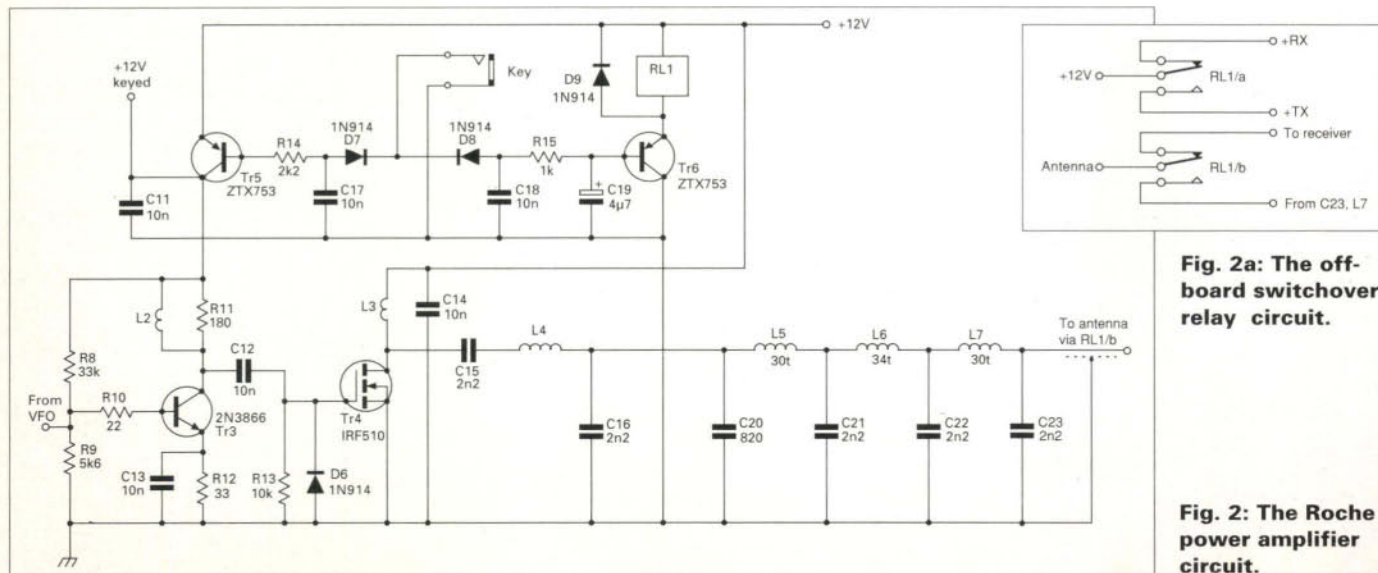 +12V
+12V
keyed
Key
D9
1N914
RL1
1N914
D7
1N914
D8
R14
2k2
R15
1k
Tr5
ZTX753
Tr6
ZTX753
C11
10n
C17
10n
C18
10n
C19
4µ7
+
L2
R11
180
L3
C14
10n
R8
33k
C12
10n
L4
L5
30t
L6
34t
L7
30t
To antenna
via RL1/b
C15
2n2
From
VFO
R10
22
2N3866
Tr3
Tr4
IRF510
R9
5k6
C13
10n
R12
33
R13
10k
D6
1N914
C16
2n2
C20
820
C21
2n2
C22
2n2
C23
2n2
+RX
+12V
RL1/a
+TX
To receiver
Antenna
RL1/b
From C23, L7
Fig. 2a: The off-
board switchover
relay circuit.
Fig. 2: The Roche
power amplifier
circuit.